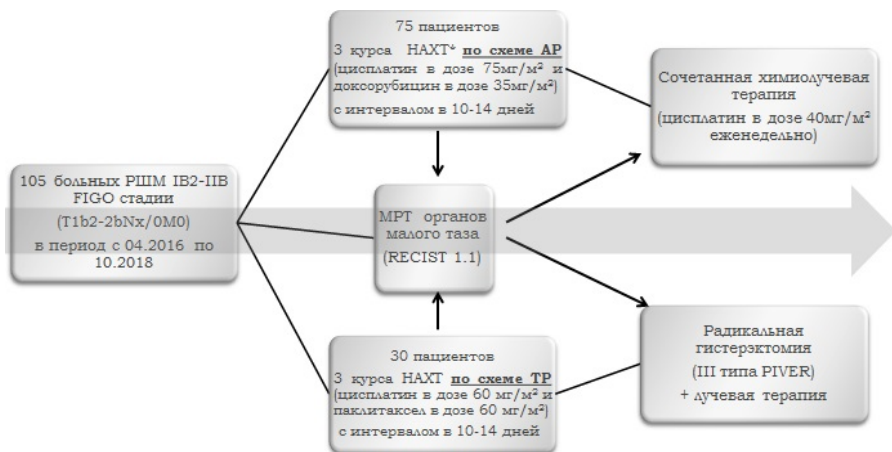 105 больных РШМ IB2-IIB
FIGO стадии
(T1b2-2bNx/0M0)
в период с 04.2016 по
10.2018
75 пациентов
3 курса НАХТ* по схеме АР
(цисплатин в дозе 75мг/м² и
доксорубицин в дозе 35мг/м²)
с интервалом в 10-14 дней
МРТ органов
малого таза
(RECIST 1.1)
30 пациентов
3 курса НАХТ по схеме ТР
(цисплатин в дозе 60 мг/м² и
паклитаксел в дозе 60 мг/м²)
с интервалом в 10-14 дней
Сочетанная химиолучевая
терапия
(цисплатин в дозе 40мг/м²
еженедельно)
Радикальная
гистерэктомия
(III типа PIVER)
+ лучевая терапия